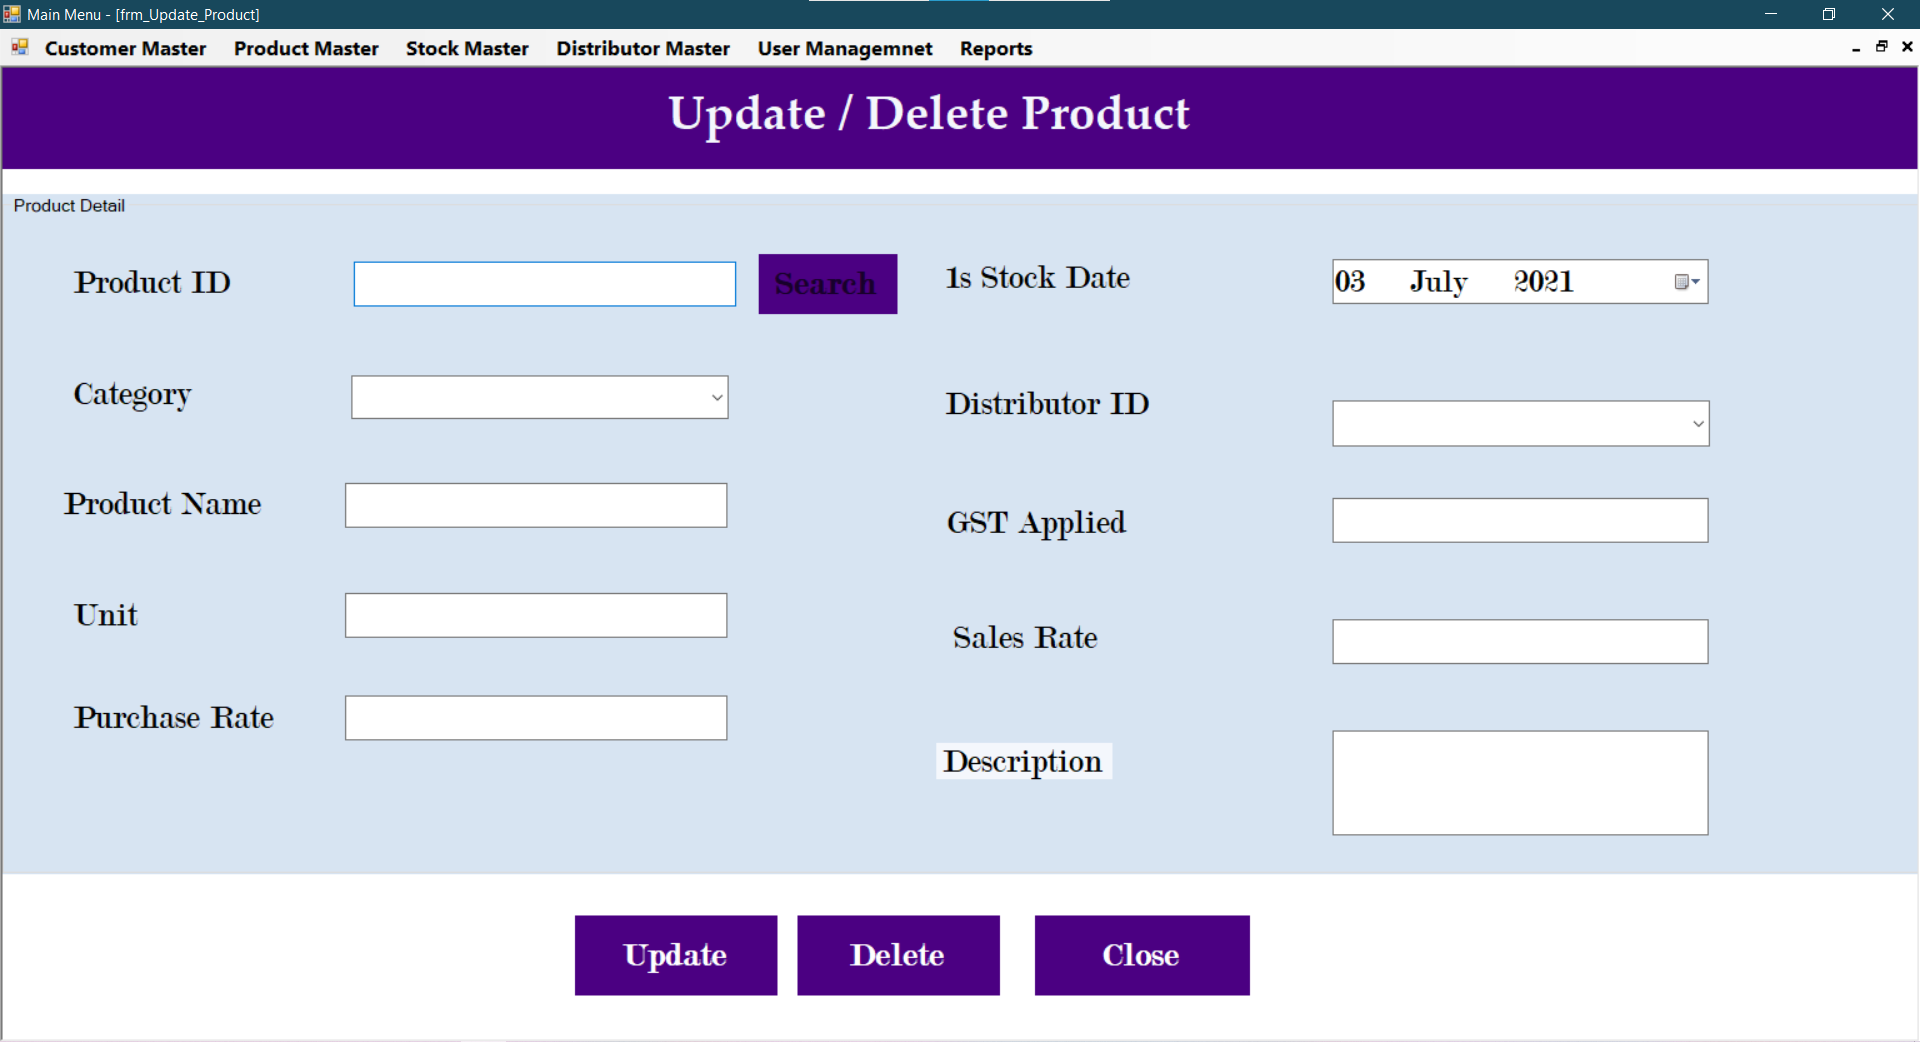 Main Menu - [frm_Update_Product]
Customer Master Product Master Stock Master Distributor Master User Managemnet Reports
Update / Delete Product
Product Detail
Product ID
Search
1s Stock Date
03 July 2021
Category
Distributor ID
Product Name
GST Applied
Unit
Sales Rate
Purchase Rate
Description
Update
Delete
Close